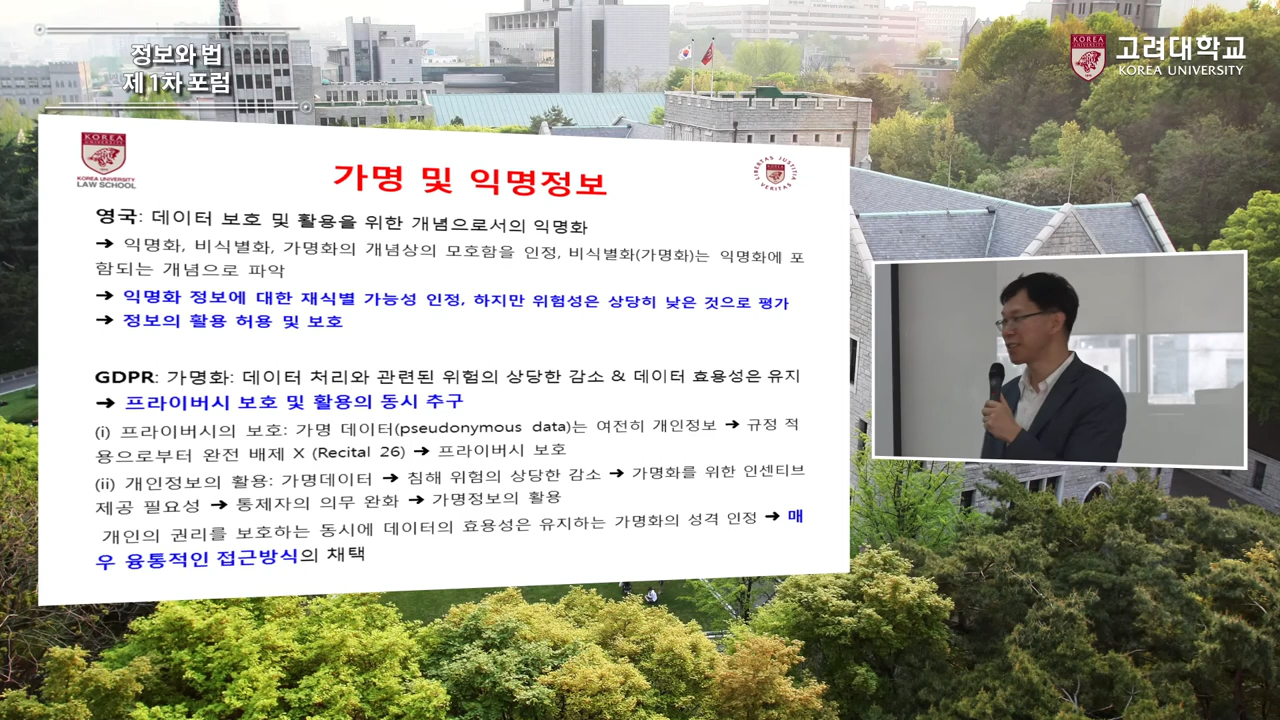 정보와 법
제 1차 포럼
KOREA
고려대학교
KOREA UNIVERSITY
KOREA
KOREA UNIVERSITY
LAW SCHOOL
가명 및 익명정보
LIBERTAS JUSTITIA VERITAS
영국: 데이터 보호 및 활용을 위한 개념으로서의 익명화
➔ 익명화, 비식별화, 가명화의 개념상의 모호함을 인정, 비식별화(가명화)는 익명화에 포
함되는 개념으로 파악
➔ 익명화 정보에 대한 재식별 가능성 인정, 하지만 위험성은 상당히 낮은 것으로 평가
➔ 정보의 활용 허용 및 보호
GDPR: 가명화: 데이터 처리와 관련된 위험의 상당한 감소 & 데이터 효용성은 유지
➔ 프라이버시 보호 및 활용의 동시 추구
(i) 프라이버시의 보호: 가명 데이터(pseudonymous data)는 여전히 개인정보 ➔ 규정 적
용으로부터 완전 배제 X (Recital 26) ➔ 프라이버시 보호
(ii) 개인정보의 활용: 가명데이터 ➔ 침해 위험의 상당한 감소 ➔ 가명화를 위한 인센티브
제공 필요성 ➔ 통제자의 의무 완화 ➔ 가명정보의 활용
개인의 권리를 보호하는 동시에 데이터의 효용성은 유지하는 가명화의 성격 인정 ➔ 매
우 융통적인 접근방식의 채택